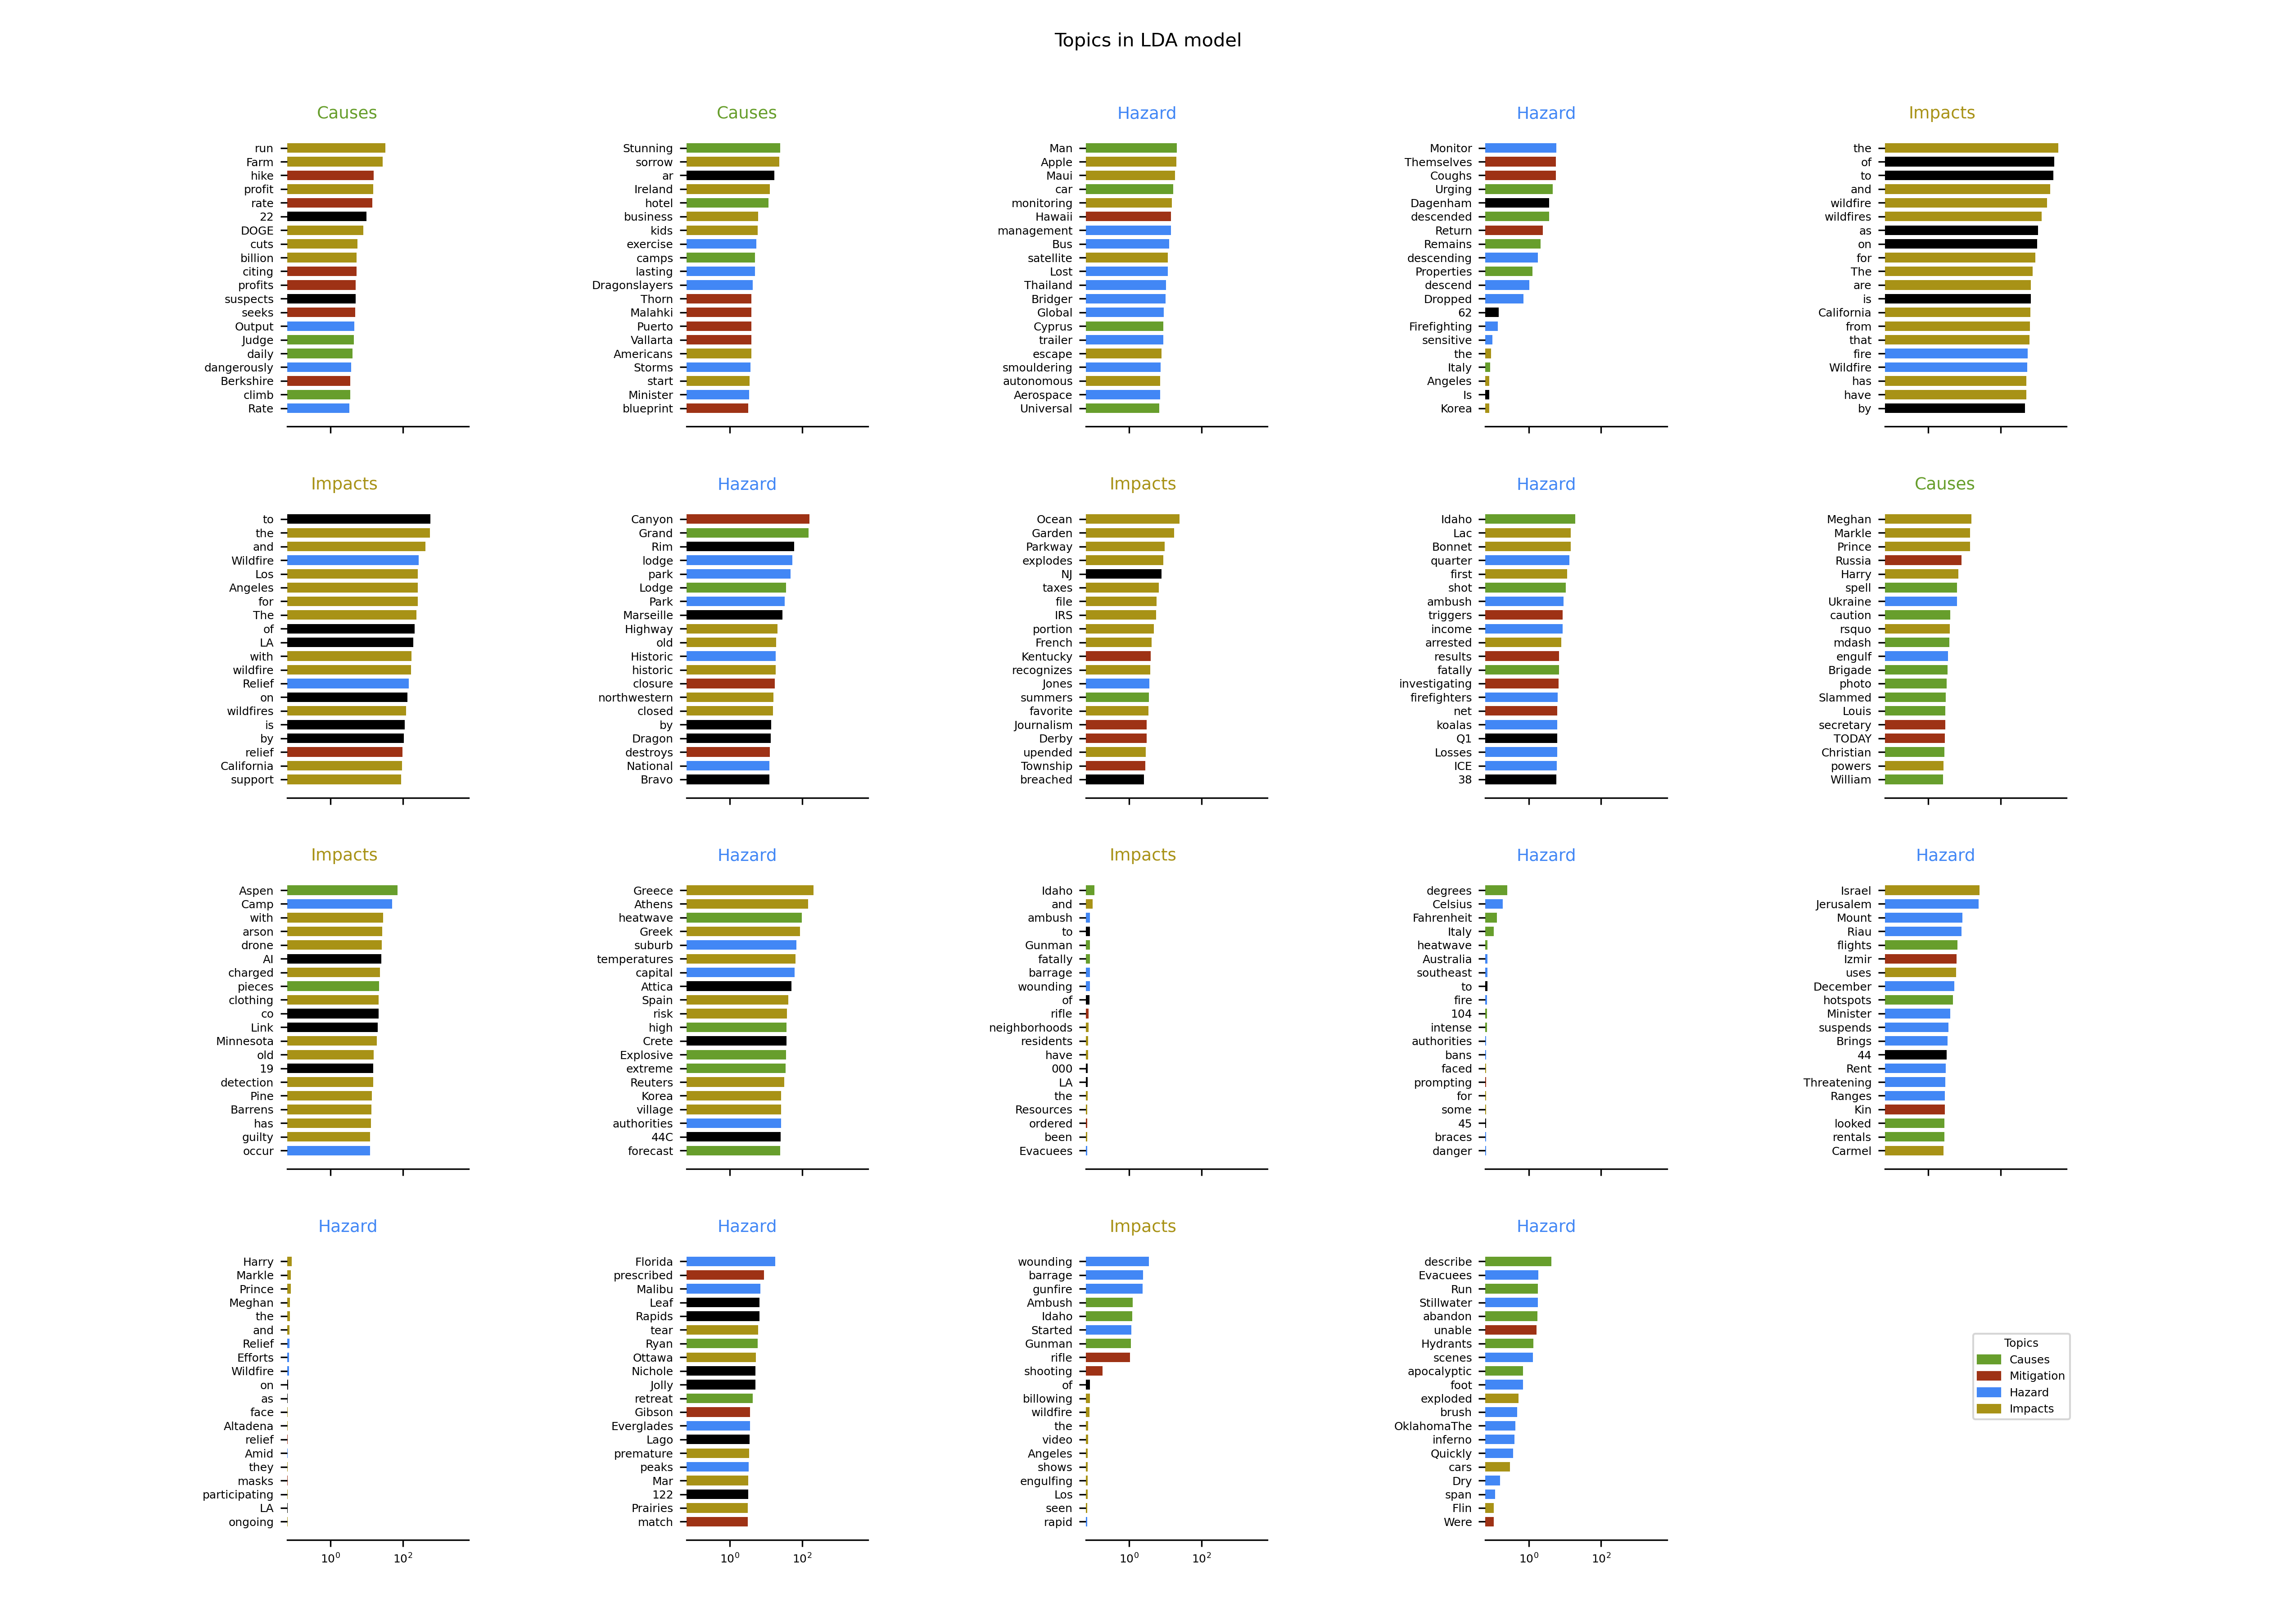 Topics in LDA model
Causes
run
Farm
hike
profit
rate
22
DOGE
cuts
billion
citing
profits
suspects
seeks
Output
Judge
daily
dangerously
Berkshire
climb
Rate
Causes
Stunning
sorrow
ar
Ireland
hotel
business
kids
exercise
camps
lasting
Dragonslayers
Thorn
Malahki
Puerto
Vallarta
Americans
Storms
start
Minister
blueprint
Hazard
Man
Apple
Maui
car
monitoring
Hawaii
management
Bus
satellite
Lost
Thailand
Bridger
Global
Cyprus
trailer
escape
smouldering
autonomous
Aerospace
Universal
Hazard
Monitor
Themselves
Coughs
Urging
Dagenham
descended
Return
Remains
descending
Properties
descend
Dropped
62
Firefighting
sensitive
the
Italy
Angeles
Is
Korea
Impacts
the
of
to
and
wildfire
wildfires
as
on
for
The
are
is
California
from
that
fire
Wildfire
has
have
by
Impacts
to
the
and
Wildfire
Los
Angeles
for
The
of
LA
with
wildfire
Relief
on
wildfires
is
by
relief
California
support
Hazard
Canyon
Grand
Rim
lodge
park
Lodge
Park
Marseille
Highway
old
Historic
historic
closure
northwestern
closed
by
Dragon
destroys
National
Bravo
Impacts
Ocean
Garden
Parkway
explodes
NJ
taxes
file
IRS
portion
French
Kentucky
recognizes
Jones
summers
favorite
Journalism
Derby
upended
Township
breached
Hazard
Idaho
Lac
Bonnet
quarter
first
shot
ambush
triggers
income
arrested
results
fatally
investigating
firefighters
net
koalas
Q1
Losses
ICE
38
Causes
Meghan
Markle
Prince
Russia
Harry
spell
Ukraine
caution
rsquo
mdash
engulf
Brigade
photo
Slammed
Louis
secretary
TODAY
Christian
powers
William
Impacts
Aspen
Camp
with
arson
drone
AI
charged
pieces
clothing
co
Link
Minnesota
old
19
detection
Pine
Barrens
has
guilty
occur
Hazard
Greece
Athens
heatwave
Greek
suburb
temperatures
capital
Attica
Spain
risk
high
Crete
Explosive
extreme
Reuters
Korea
village
authorities
44C
forecast
Impacts
Idaho
and
ambush
to
Gunman
fatally
barrage
wounding
of
rifle
neighborhoods
residents
have
000
LA
the
Resources
ordered
been
Evacuees
Hazard
degrees
Celsius
Fahrenheit
Italy
heatwave
Australia
southeast
to
fire
104
intense
authorities
bans
faced
prompting
for
some
45
braces
danger
Hazard
Israel
Jerusalem
Mount
Riau
flights
Izmir
uses
December
hotspots
Minister
suspends
Brings
44
Rent
Threatening
Ranges
Kin
looked
rentals
Carmel
Hazard
Harry
Markle
Prince
Meghan
the
and
Relief
Efforts
Wildfire
on
as
face
Altadena
relief
Amid
they
masks
participating
LA
ongoing
10^0 10^2
Hazard
Florida
prescribed
Malibu
Leaf
Rapids
tear
Ryan
Ottawa
Nichole
Jolly
retreat
Gibson
Everglades
Lago
premature
peaks
Mar
122
Prairies
match
10^0 10^2
Impacts
wounding
barrage
gunfire
Ambush
Idaho
Started
Gunman
rifle
shooting
of
billowing
wildfire
the
video
Angeles
shows
engulfing
Los
seen
rapid
10^0 10^2
Hazard
describe
Evacuees
Run
Stillwater
abandon
unable
Hydrants
scenes
apocalyptic
foot
exploded
brush
OklahomaThe
inferno
Quickly
cars
Dry
span
Flin
Were
10^0 10^2
Topics
Causes
Mitigation
Hazard
Impacts